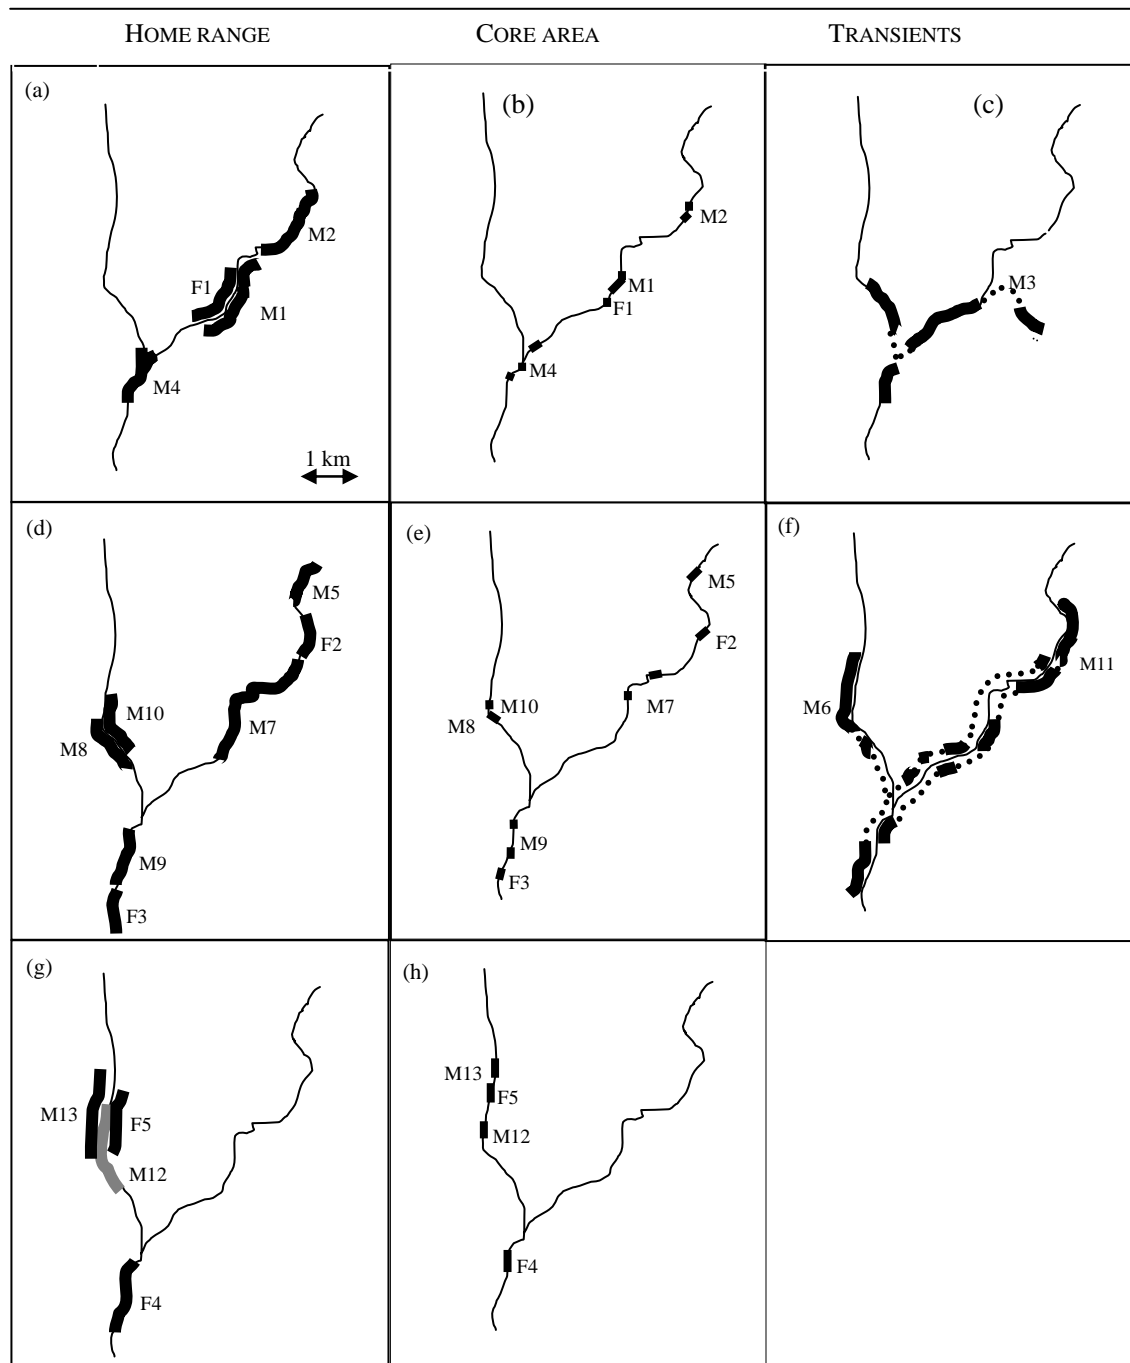 HOME RANGE CORE AREA TRANSIENTS
(a) (b) (c)
M2 M2
F1 M1 M3
M1 F1
M4 M4
1 km
(d) (e) (f)
M5 M5
F2 F2
M10 M10 M11
M8 M7 M8 M7 M6
M9 M9
F3 F3
(g) (h)
M13 F5 M13
F5
M12 M12
F4 F4